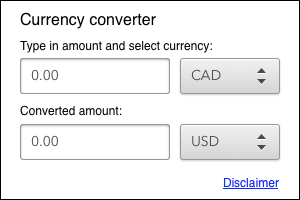 Currency converter
Type in amount and select currency:
0.00 CAD
Converted amount:
0.00 USD
Disclaimer